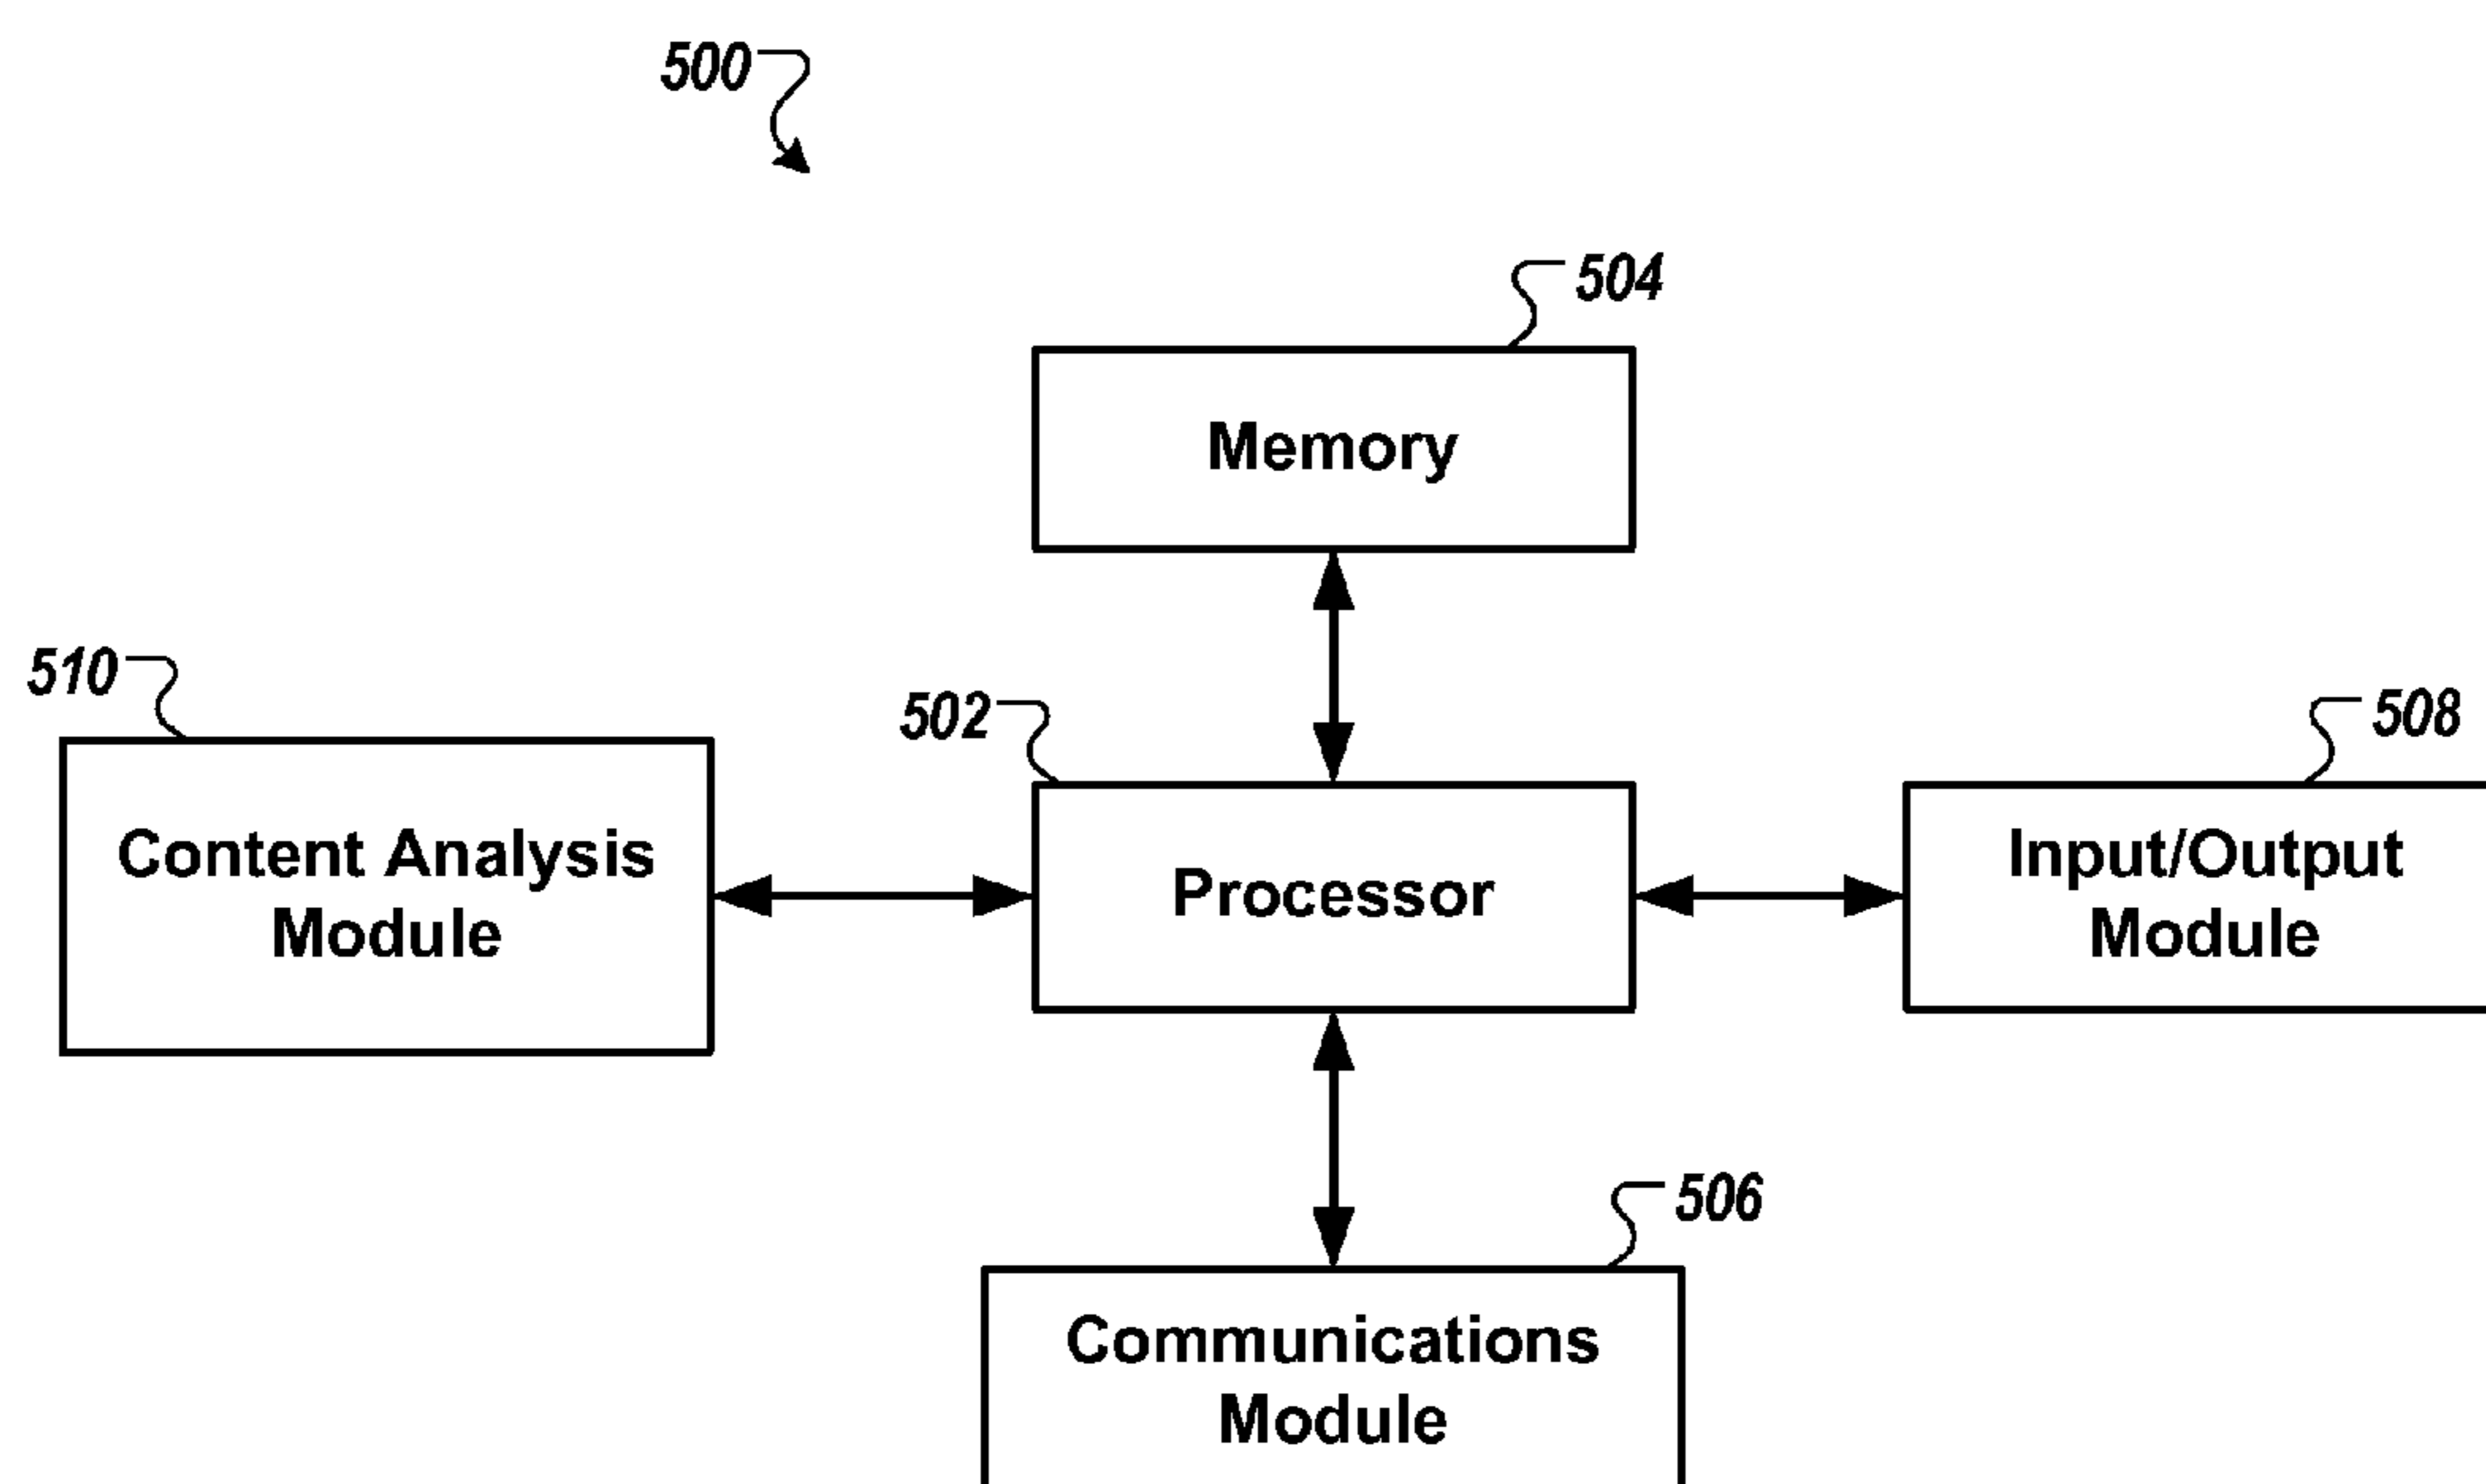 500
504
Memory
510
502
508
Content Analysis
Module
Processor
Input/Output
Module
506
Communications
Module